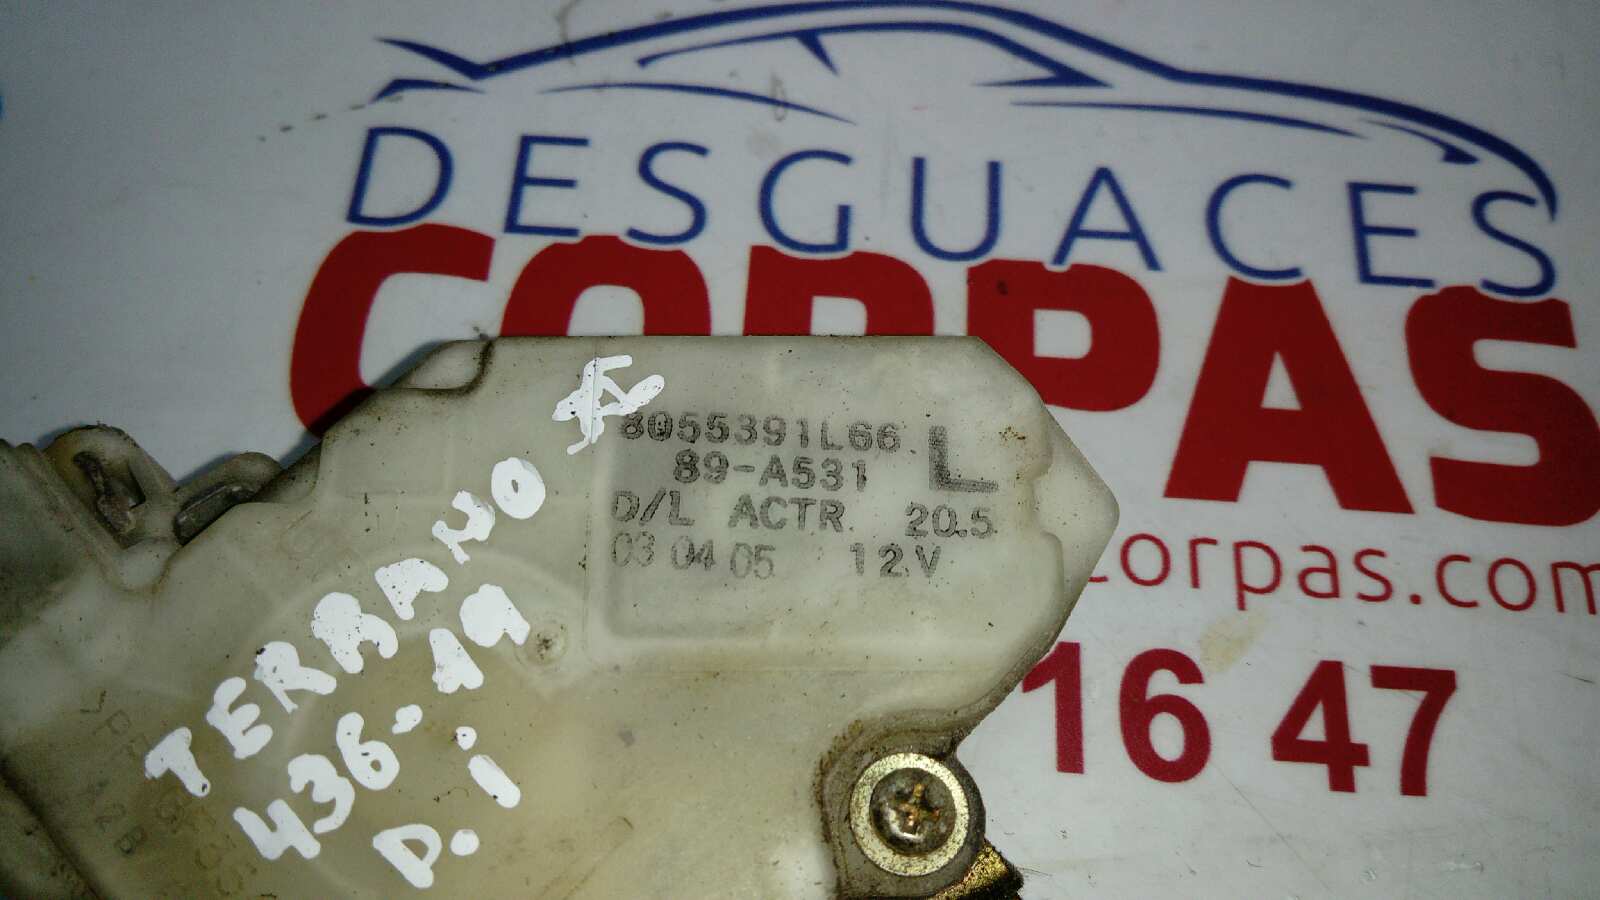 DESGUACES
CORPAS
8055391L66
L
89-A531
D/L ACTR. 20.5
03 04 05 12V
corpas.com
16 47
TERRANO II
436-19
D.i